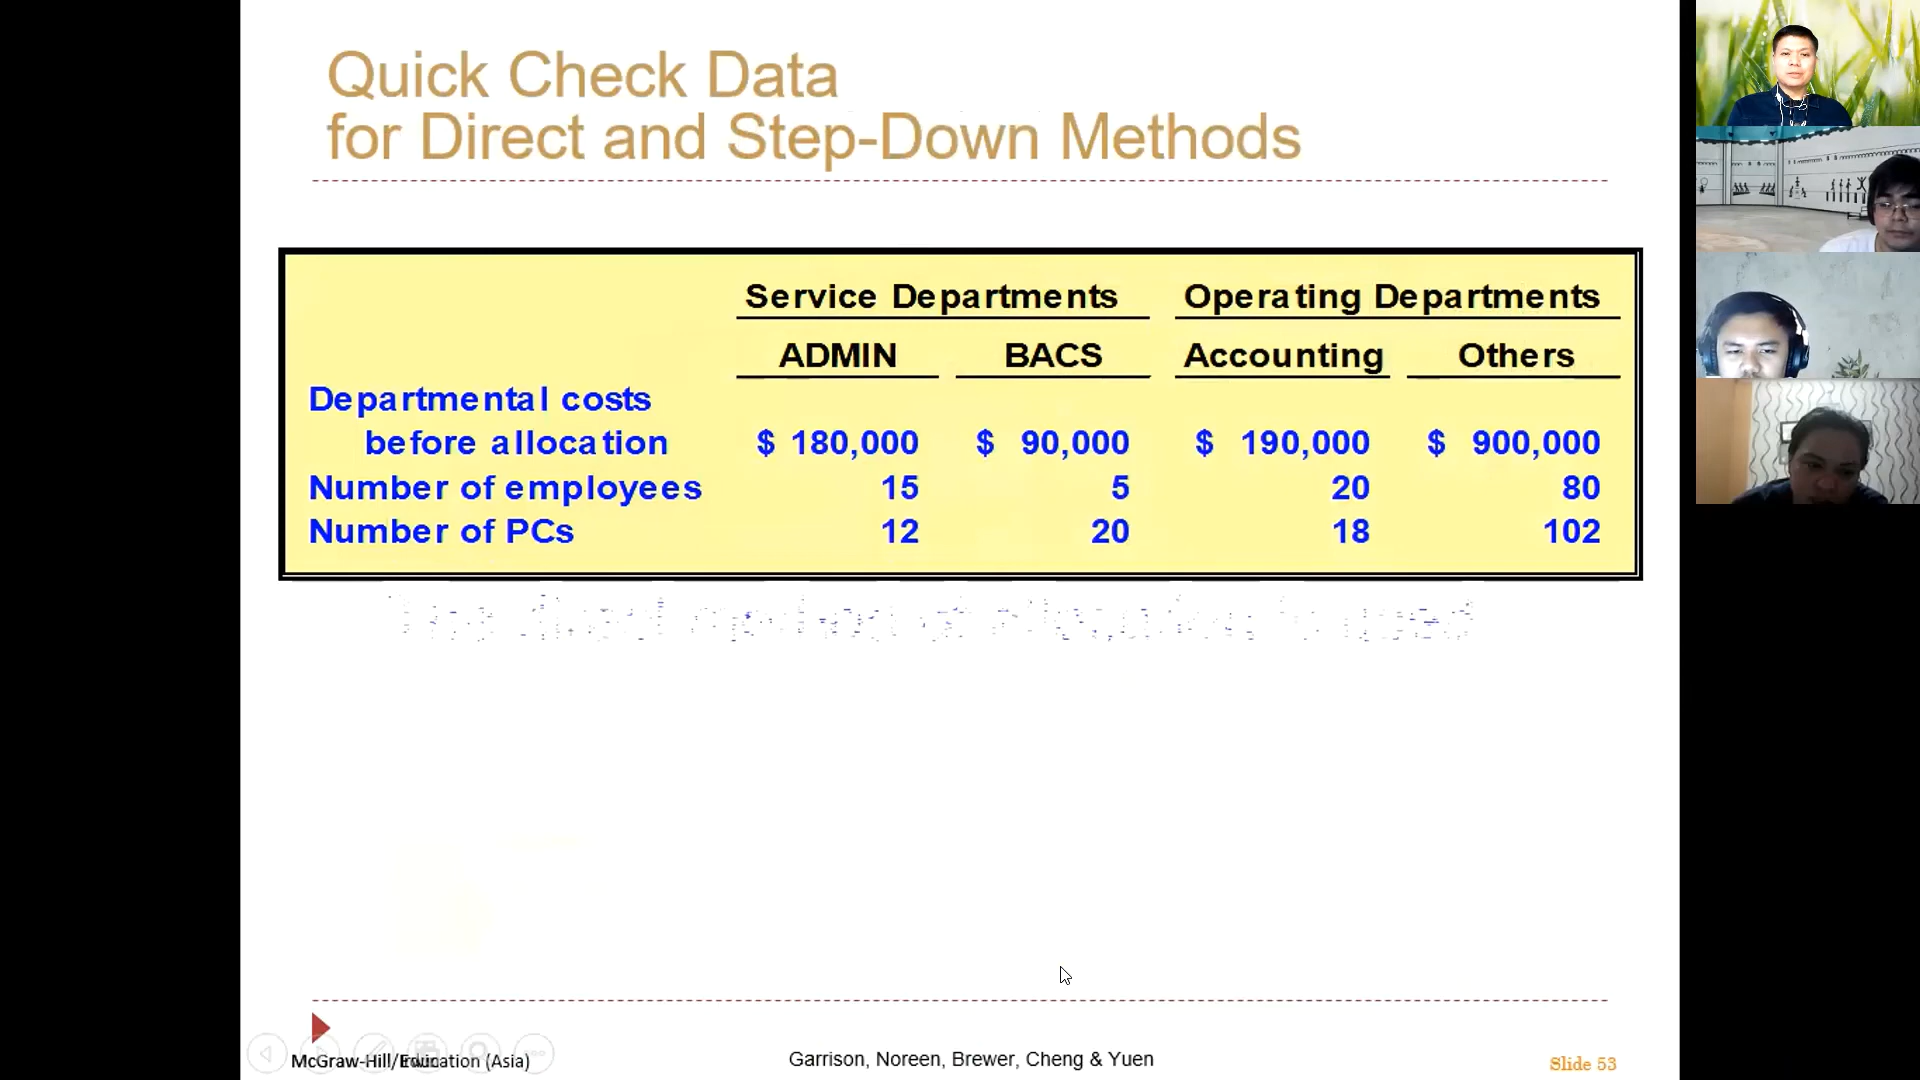 Quick Check Data
for Direct and Step-Down Methods
Service Departments Operating Departments
ADMIN BACS Accounting Others
Departmental costs
before allocation $ 180,000 $ 90,000 $ 190,000 $ 900,000
Number of employees 15 5 20 80
Number of PCs 12 20 18 102
McGraw-Hill/ (Asia)
Garrison, Noreen, Brewer, Cheng & Yuen
Slide 53